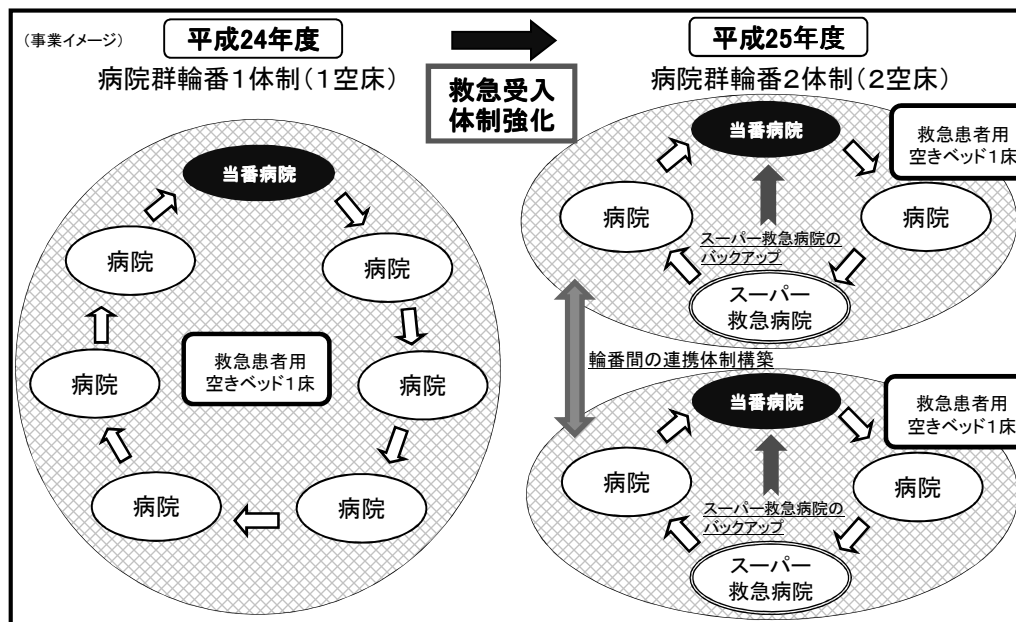 (事業イメージ)
平成24年度
病院群輪番1体制(1空床)
救急受入
体制強化
平成25年度
病院群輪番2体制(2空床)
当番病院
病院
病院
病院
病院
病院
病院
救急患者用
空きベッド1床
当番病院
救急患者用
空きベッド1床
病院
病院
スーパー救急病院の
バックアップ
スーパー
救急病院
輪番間の連携体制構築
当番病院
救急患者用
空きベッド1床
病院
病院
スーパー救急病院の
バックアップ
スーパー
救急病院